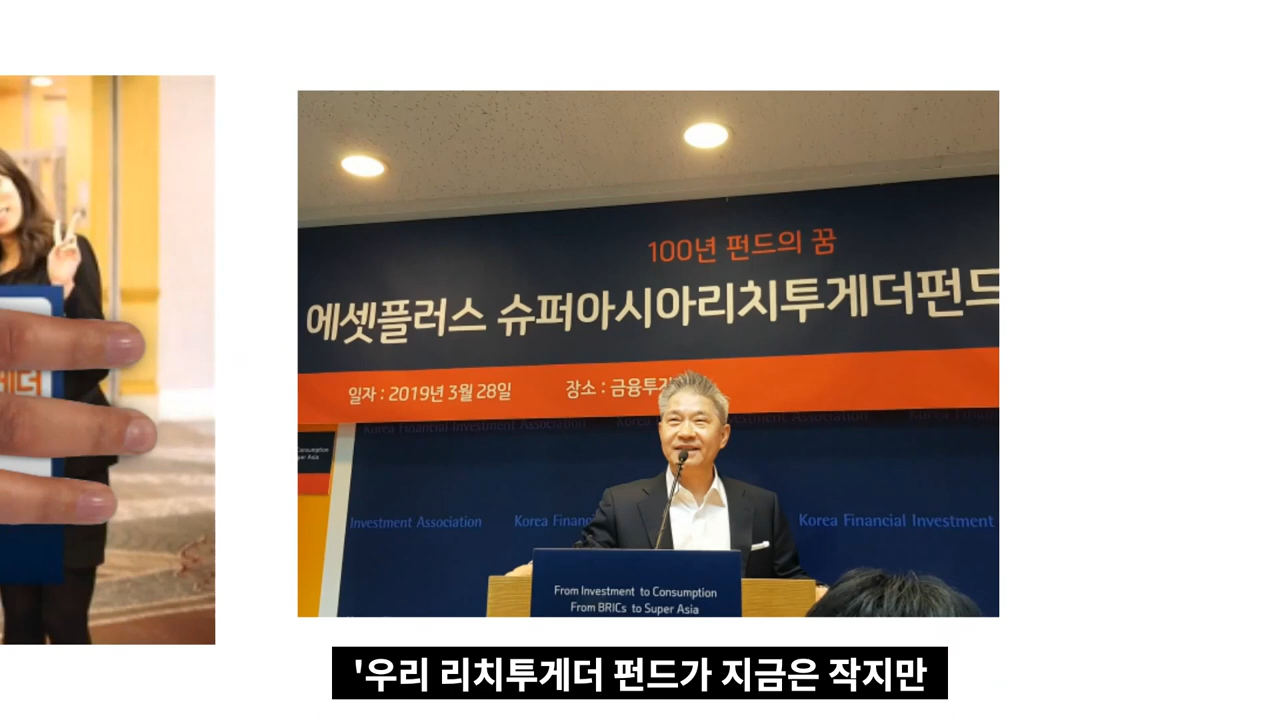 100년 펀드의 꿈
에셋플러스 슈퍼아시아리치투게더펀드
일자 : 2019년 3월 28일 장소 : 금융투자
Korea Financial Investment Association
Investment Association
Korea Financial Investment
From Investment to Consumption
From BRICs to Super Asia
'우리 리치투게더 펀드가 지금은 작지만